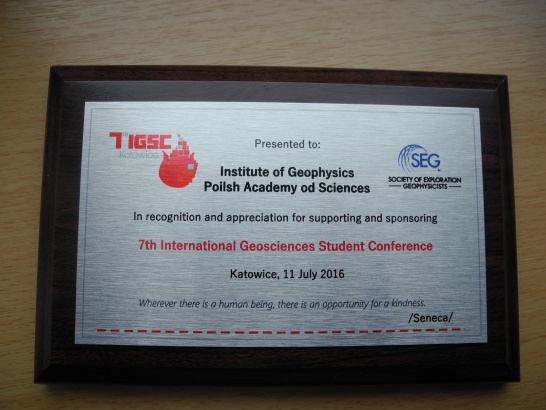 7th IGSC
Katowice
Presented to:
SEG
SOCIETY OF EXPLORATION
GEOPHYSICISTS
Institute of Geophysics
Poilsh Academy od Sciences
In recognition and appreciation for supporting and sponsoring
7th International Geosciences Student Conference
Katowice, 11 July 2016
Wherever there is a human being, there is an opportunity for a kindness.
/Seneca/